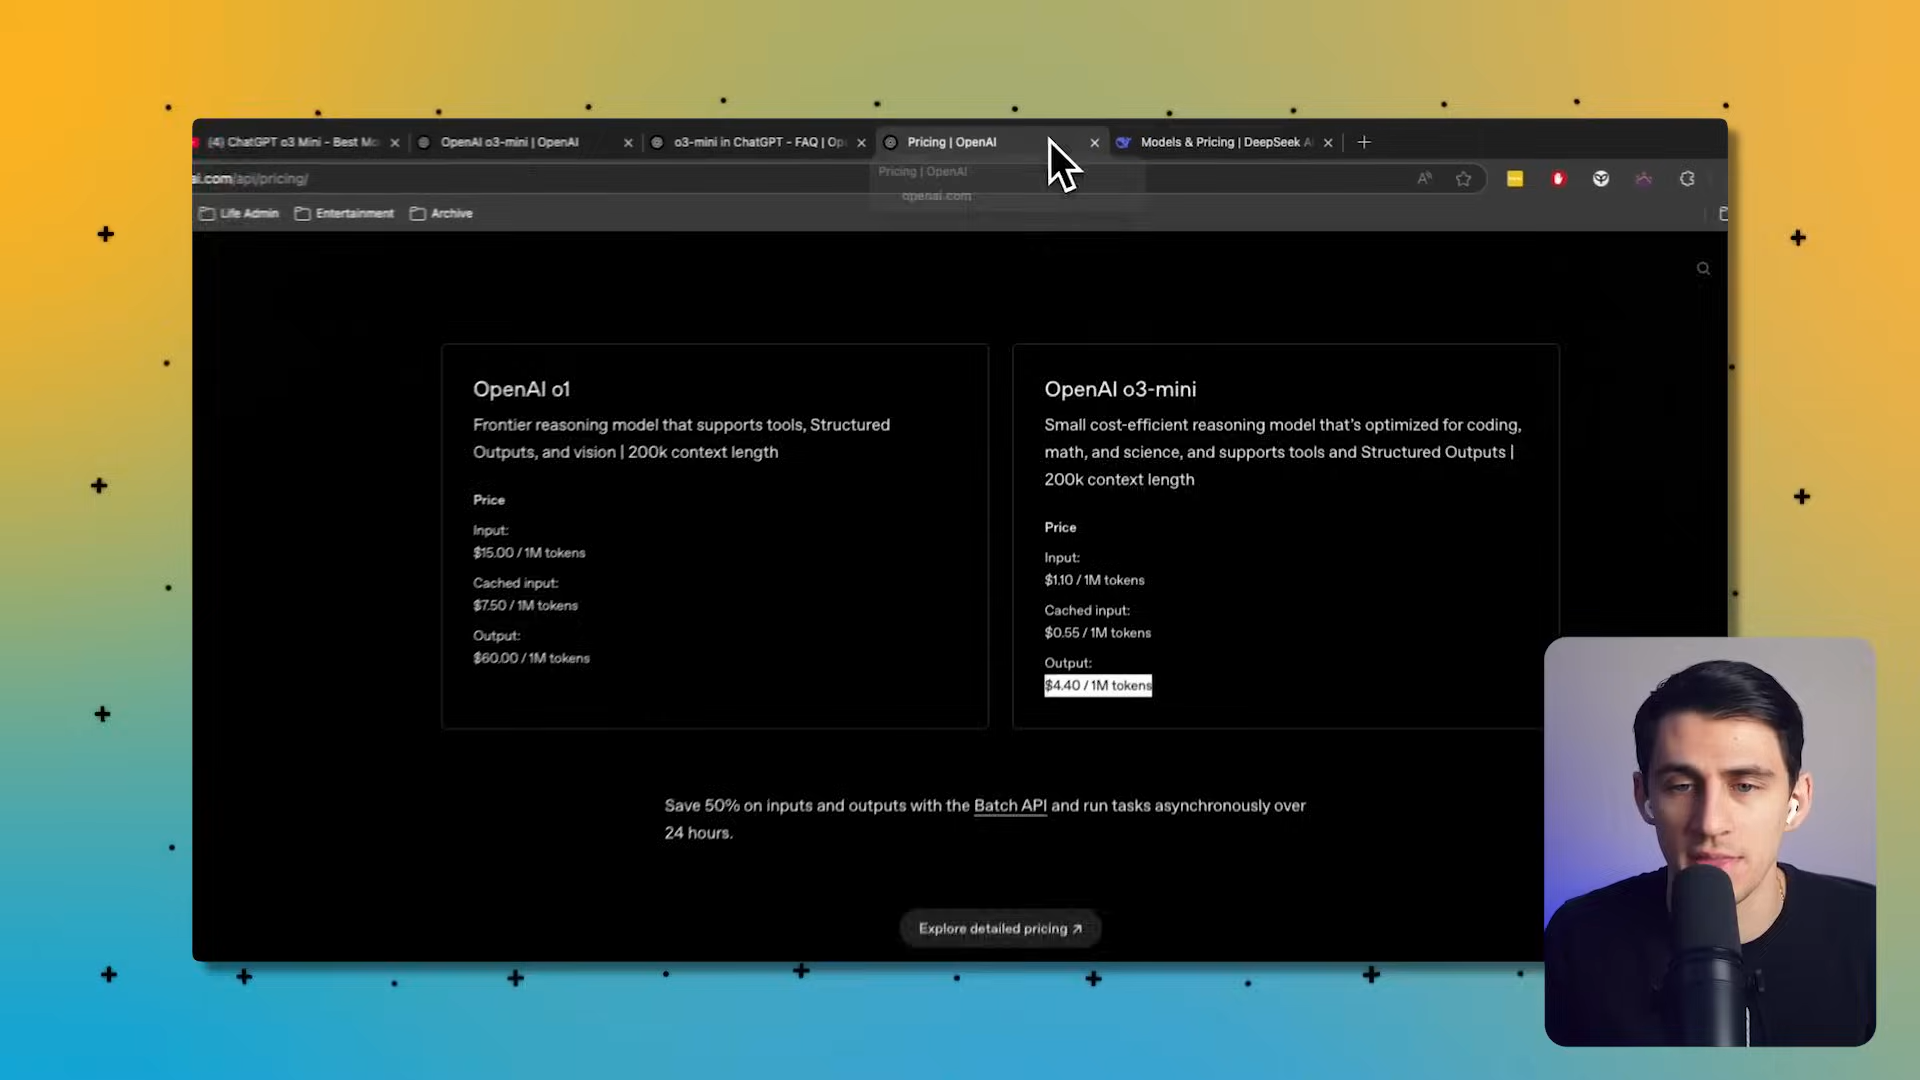 (4) ChatGPT o3 Mini - Best Mo
OpenAI o3-mini | OpenAI
o3-mini in ChatGPT - FAQ | Op
Pricing | OpenAI
Models & Pricing | DeepSeek A
ai.com/api/pricing/
Pricing | OpenAI
openai.com
Life Admin
Entertainment
Archive
OpenAI o1
Frontier reasoning model that supports tools, Structured
Outputs, and vision | 200k context length
Price
Input:
$15.00 / 1M tokens
Cached input:
$7.50 / 1M tokens
Output:
$60.00 / 1M tokens
OpenAI o3-mini
Small cost-efficient reasoning model that's optimized for coding,
math, and science, and supports tools and Structured Outputs |
200k context length
Price
Input:
$1.10 / 1M tokens
Cached input:
$0.55 / 1M tokens
Output:
$4.40 / 1M tokens
Save 50% on inputs and outputs with the Batch API and run tasks asynchronously over
24 hours.
Explore detailed pricing ↗